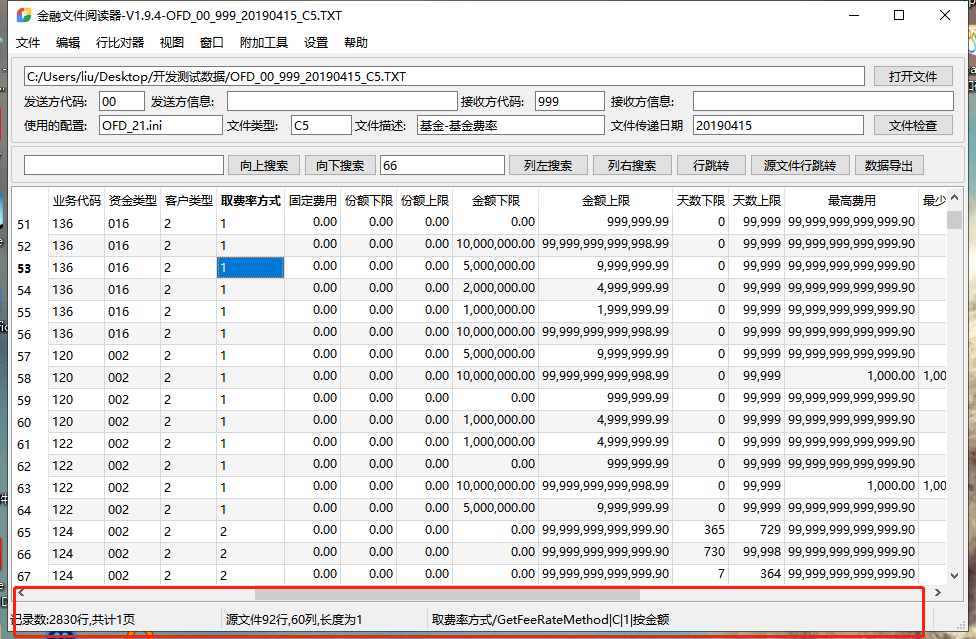 金融文件阅读器-V1.9.4-OFD_00_999_20190415_C5.TXT
文件 编辑 行比对器 视图 窗口 附加工具 设置 帮助
C:/Users/liu/Desktop/开发测试数据/OFD_00_999_20190415_C5.TXT 打开文件
发送方代码: 00 发送方信息: 接收方代码: 999 接收方信息:
使用的配置: OFD_21.ini 文件类型: C5 文件描述: 基金-基金费率 文件传递日期 20190415 文件检查
向上搜索 向下搜索 66 列左搜索 列右搜索 行跳转 源文件行跳转 数据导出
业务代码 资金类型 客户类型 取费率方式 固定费用 份额下限 份额上限 金额下限 金额上限 天数下限 天数上限 最高费用 最少
51 136 016 2 1 0.00 0.00 0.00 0.00 999,999.99 0 99,999 99,999,999,999,999.90
52 136 016 2 1 0.00 0.00 0.00 10,000,000.00 99,999,999,999,998.99 0 99,999 99,999,999,999,999.90
53 136 016 2 1 0.00 0.00 0.00 5,000,000.00 9,999,999.99 0 99,999 99,999,999,999,999.90
54 136 016 2 1 0.00 0.00 0.00 2,000,000.00 4,999,999.99 0 99,999 99,999,999,999,999.90
55 136 016 2 1 0.00 0.00 0.00 1,000,000.00 1,999,999.99 0 99,999 99,999,999,999,999.90
56 136 016 2 1 0.00 0.00 0.00 10,000,000.00 99,999,999,999,998.99 0 99,999 99,999,999,999,999.90
57 120 002 2 1 0.00 0.00 0.00 5,000,000.00 9,999,999.99 0 99,999 99,999,999,999,999.90
58 120 002 2 1 0.00 0.00 0.00 10,000,000.00 99,999,999,999,998.99 0 99,999 1,000.00 1,00
59 120 002 2 1 0.00 0.00 0.00 0.00 999,999.99 0 99,999 99,999,999,999,999.90
60 120 002 2 1 0.00 0.00 0.00 1,000,000.00 4,999,999.99 0 99,999 99,999,999,999,999.90
61 122 002 2 1 0.00 0.00 0.00 1,000,000.00 4,999,999.99 0 99,999 99,999,999,999,999.90
62 122 002 2 1 0.00 0.00 0.00 0.00 999,999.99 0 99,999 99,999,999,999,999.90
63 122 002 2 1 0.00 0.00 0.00 10,000,000.00 99,999,999,999,998.99 0 99,999 1,000.00 1,00
64 122 002 2 1 0.00 0.00 0.00 5,000,000.00 9,999,999.99 0 99,999 99,999,999,999,999.90
65 124 002 2 2 0.00 0.00 0.00 0.00 99,999,999,999,999.90 365 729 99,999,999,999,999.90
66 124 002 2 2 0.00 0.00 0.00 0.00 99,999,999,999,999.90 730 99,998 99,999,999,999,999.90
67 124 002 2 2 0.00 0.00 0.00 0.00 99,999,999,999,999.90 7 364 99,999,999,999,999.90
记录数:2830行,共计1页 源文件92行,60列,长度为1 取费率方式/GetFeeRateMethod|C|1|按金额